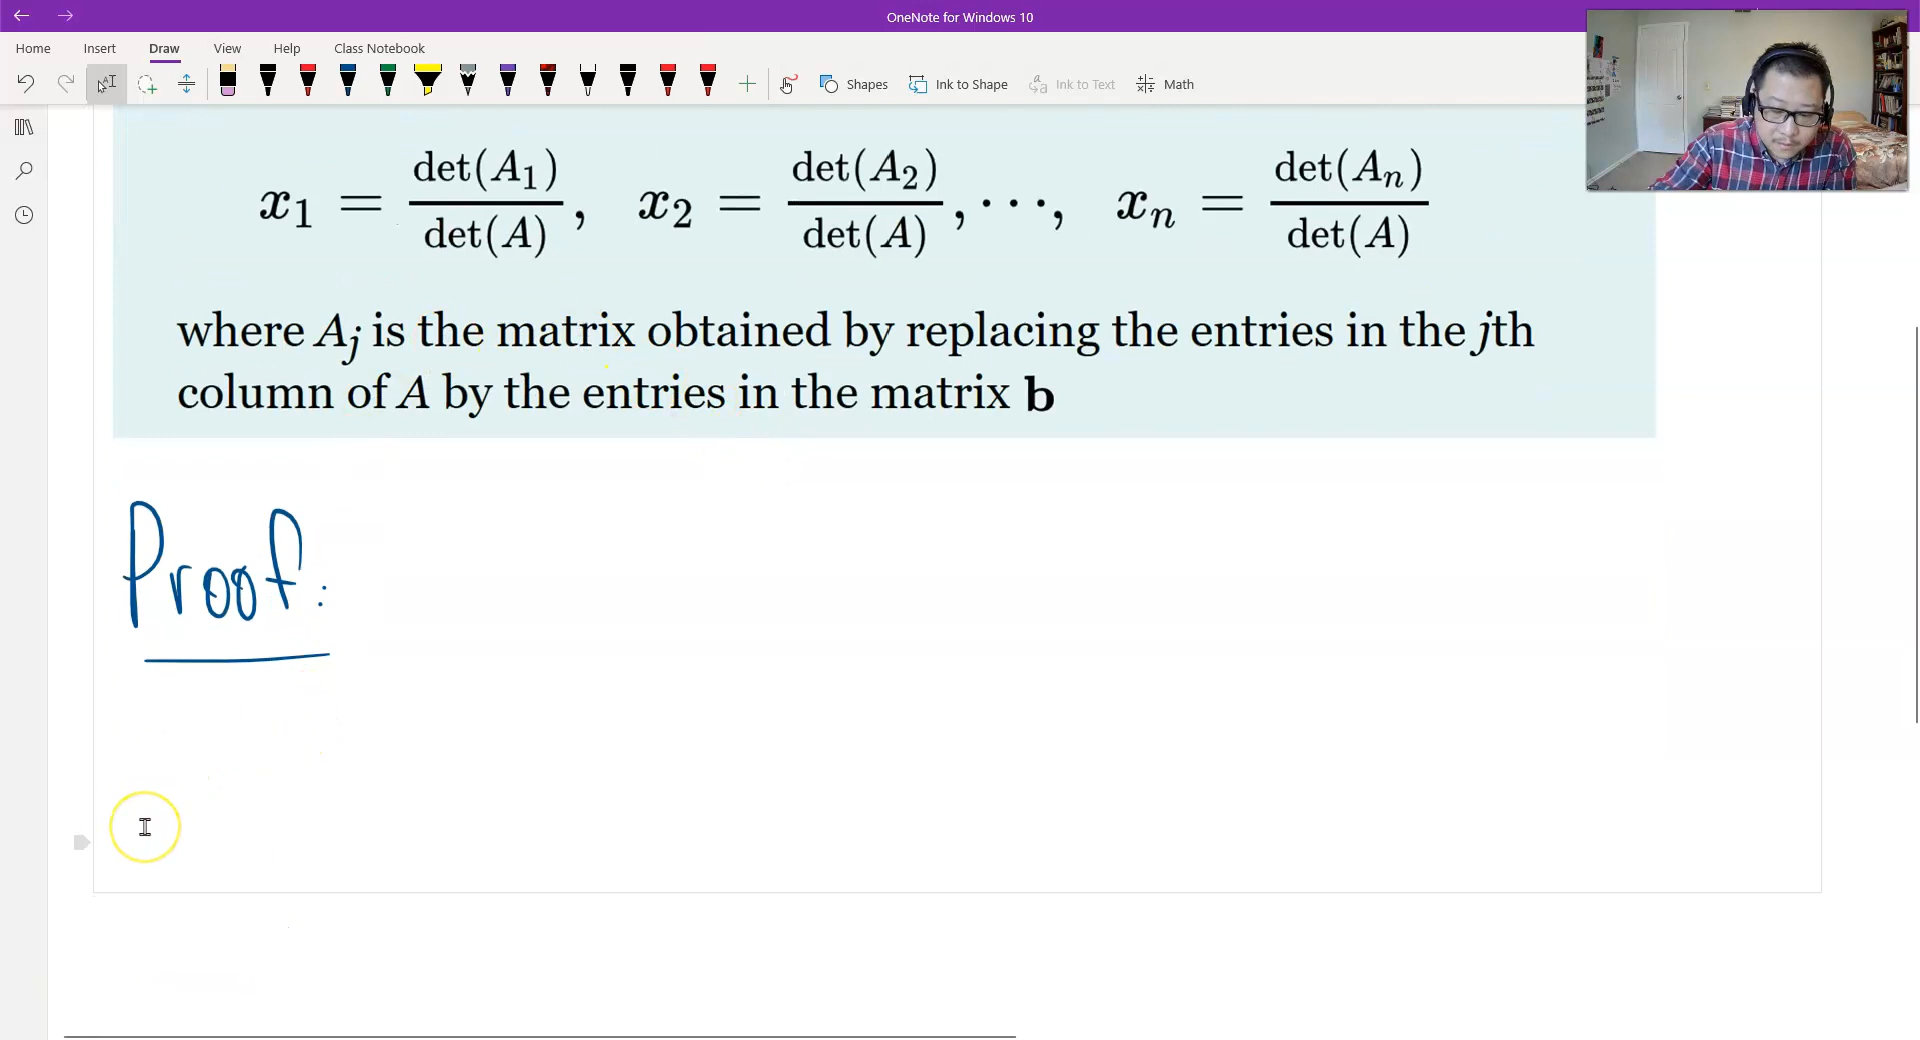 OneNote for Windows 10
Home Insert Draw View Help Class Notebook
Shapes Ink to Shape Ink to Text Math
x₁ = det(A₁)/det(A), x₂ = det(A₂)/det(A), ⋯, xₙ = det(Aₙ)/det(A)
where Aⱼ is the matrix obtained by replacing the entries in the jth
column of A by the entries in the matrix b
Proof: